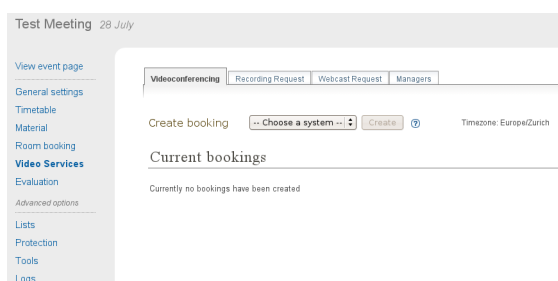 Test Meeting 28 July
View event page
General settings
Timetable
Material
Room booking
Video Services
Evaluation
Advanced options
Lists
Protection
Tools
Logs
Videoconferencing Recording Request Webcast Request Managers
Create booking -- Choose a system -- Create ? Timezone: Europe/Zurich
Current bookings
Currently no bookings have been created